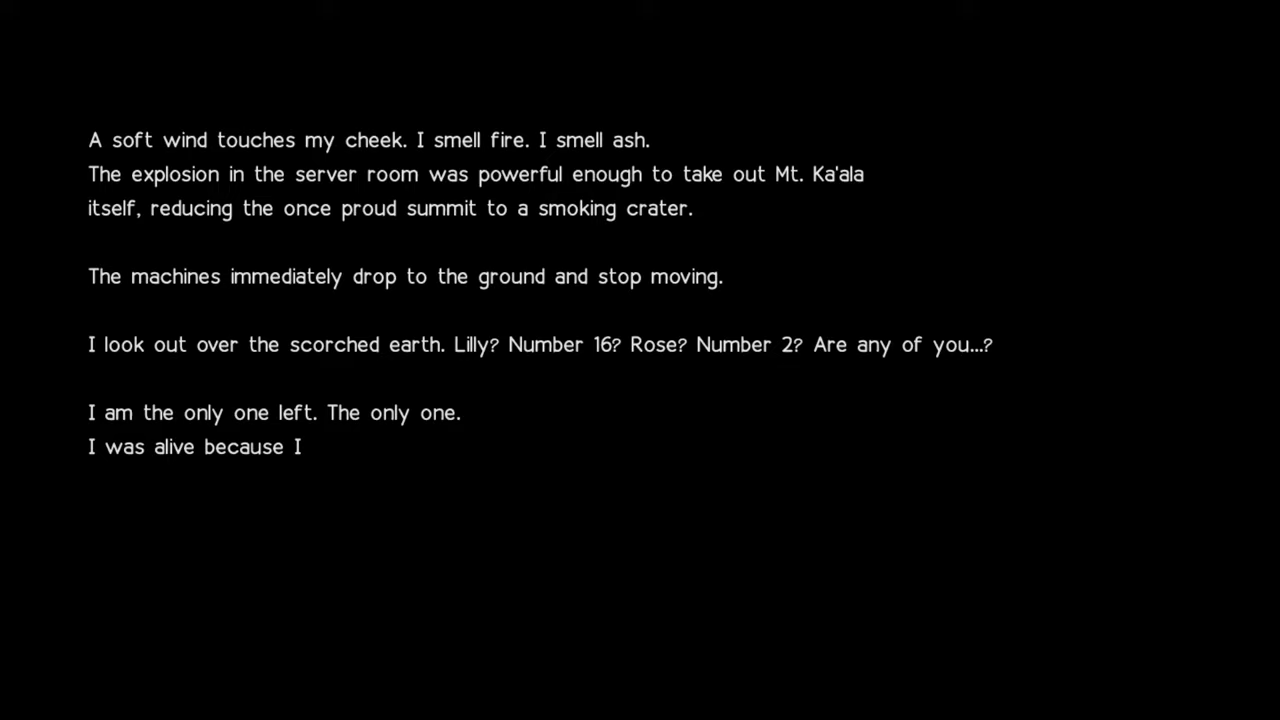 A soft wind touches my cheek. I smell fire. I smell ash.
The explosion in the server room was powerful enough to take out Mt. Ka'ala
itself, reducing the once proud summit to a smoking crater.
The machines immediately drop to the ground and stop moving.
I look out over the scorched earth. Lilly? Number 16? Rose? Number 2? Are any of you...?
I am the only one left. The only one.
I was alive because I